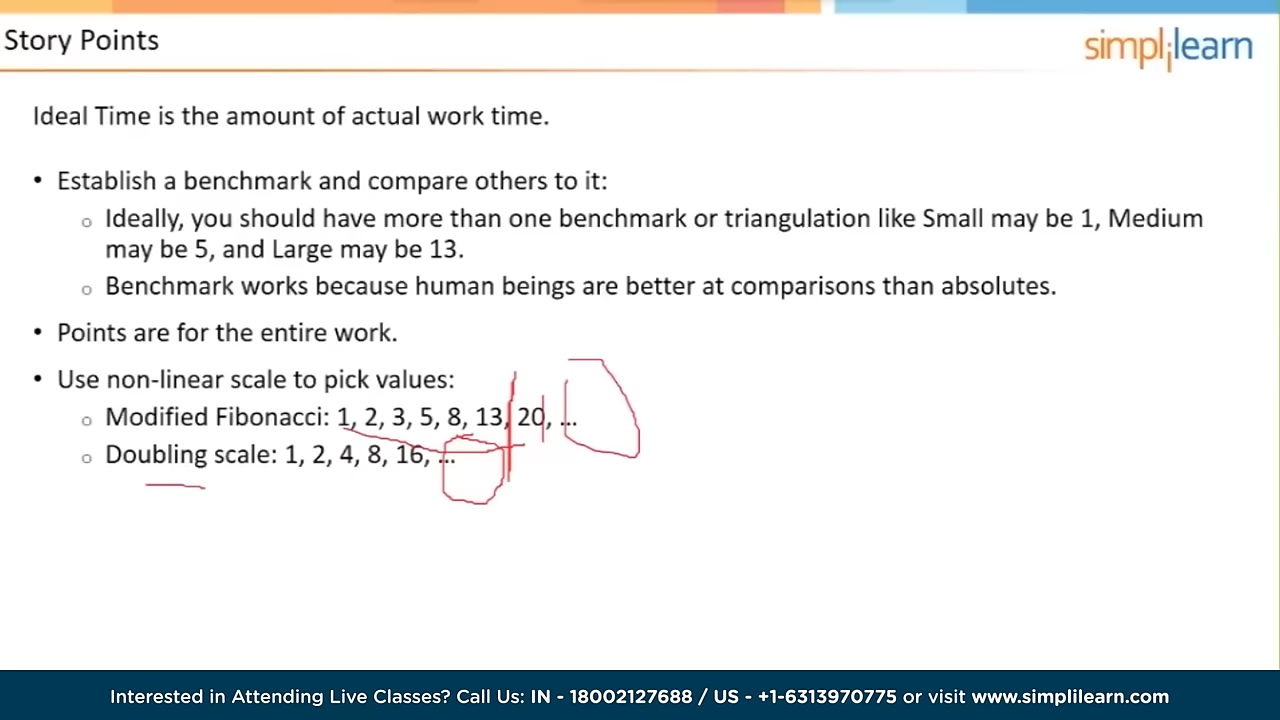 Story Points
simplilearn
Ideal Time is the amount of actual work time.
• Establish a benchmark and compare others to it:
o Ideally, you should have more than one benchmark or triangulation like Small may be 1, Medium
may be 5, and Large may be 13.
o Benchmark works because human beings are better at comparisons than absolutes.
• Points are for the entire work.
• Use non-linear scale to pick values:
o Modified Fibonacci: 1, 2, 3, 5, 8, 13, 20, ...
o Doubling scale: 1, 2, 4, 8, 16, ...
Interested in Attending Live Classes? Call Us: IN - 18002127688 / US - +1-6313970775 or visit www.simplilearn.com